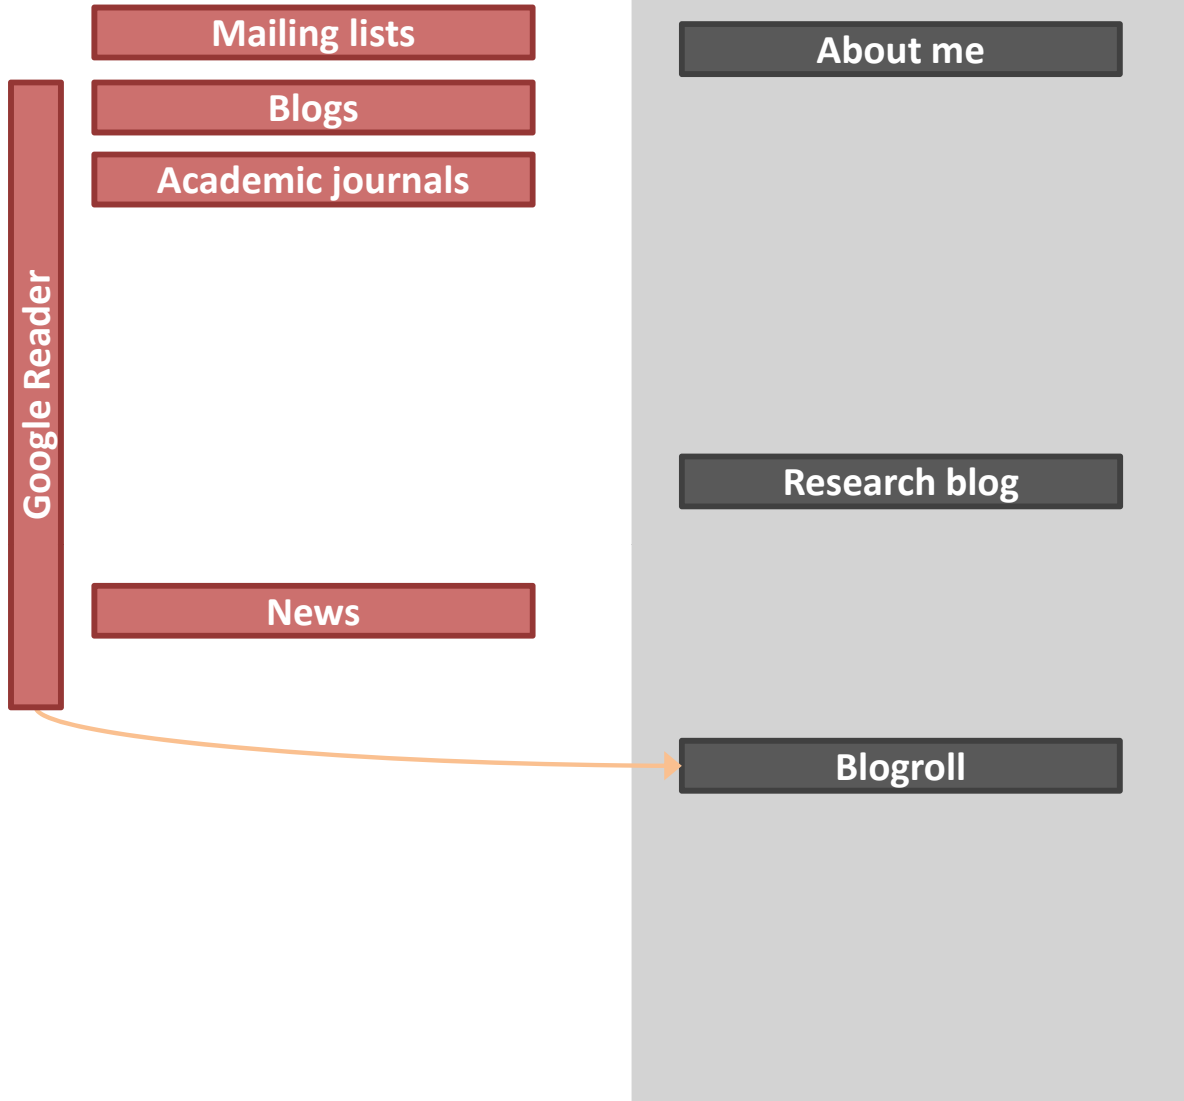 Mailing lists
Blogs
Academic journals
Google Reader
News
About me
Research blog
Blogroll